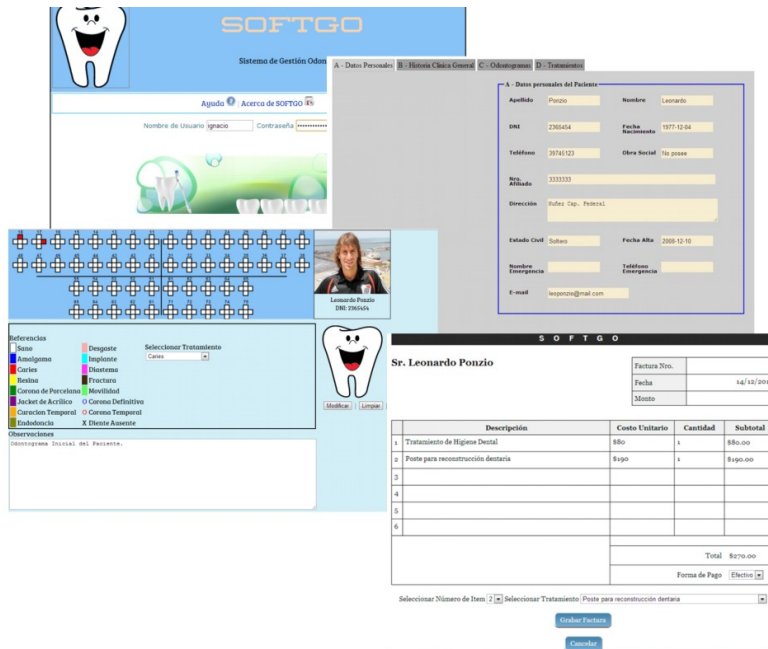 SOFTGO
Sistema de Gestión Odon
Ayuda | Acerca de SOFTGO
Nombre de Usuario ignacio Contraseña
A - Datos Personales B - Historia Clínica General C - Odontogramas D - Tratamientos
A - Datos personales del Paciente
Apellido Ponzio Nombre Leonardo
DNI 2365454 Fecha Nacimiento 1977-12-04
Teléfono 39745123 Obra Social No posee
Nro. Afiliado 3333333
Dirección Nuñez Cap. Federal
Estado Civil Soltero Fecha Alta 2008-12-10
Nombre Emergencia Teléfono Emergencia
E-mail leoponzio@mail.com
Leonardo Ponzio
DNI: 2365454
Referencias
Sano Desgaste Seleccionar Tratamiento
Amalgama Implante Caries
Caries Diastema
Resina Fractura
Corona de Porcelana Movilidad
Jacket de Acrílico O Corona Definitiva
Curacion Temporal O Corona Temporal
Endodoncia X Diente Ausente
Modificar Limpiar
Observaciones
Odontograma Inicial del Paciente.
SOFTGO
Sr. Leonardo Ponzio
Factura Nro.
Fecha 14/12/201
Monto
Descripción Costo Unitario Cantidad Subtotal
1 Tratamiento de Higiene Dental $80 1 $80.00
2 Poste para reconstrucción dentaria $190 1 $190.00
3
4
5
6
Total $270.00
Forma de Pago Efectivo
Seleccionar Número de Item 2 Seleccionar Tratamiento Poste para reconstrucción dentaria
Grabar Factura
Cancelar